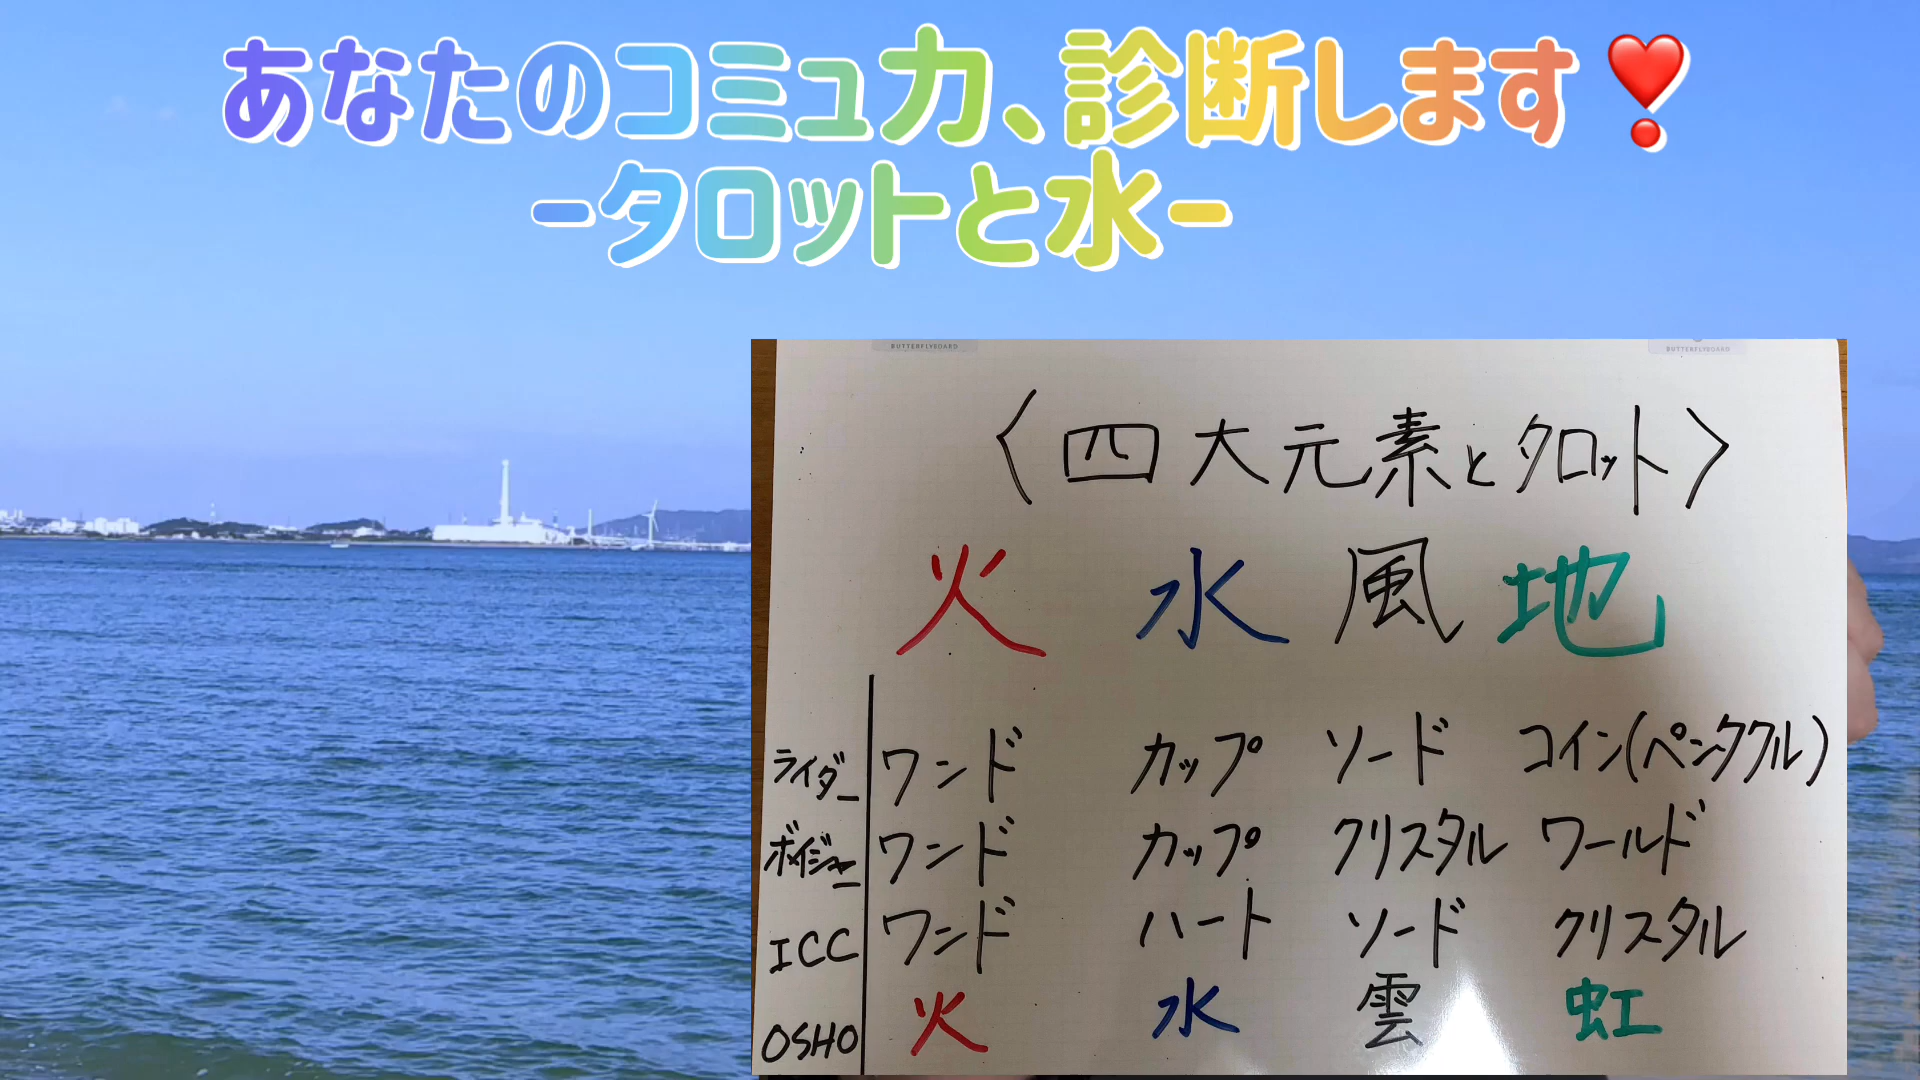 あなたのコミュ力、診断します❣
-タロットと水-
BUTTERFLYBOARD BUTTERFLYBOARD
〈四大元素とタロット〉
火 水 風 地
ライダー ワンド カップ ソード コイン(ペンタクル)
ボイジャー ワンド カップ クリスタル ワールド
ICC ワンド ハート ソード クリスタル
OSHO 火 水 雲 虹